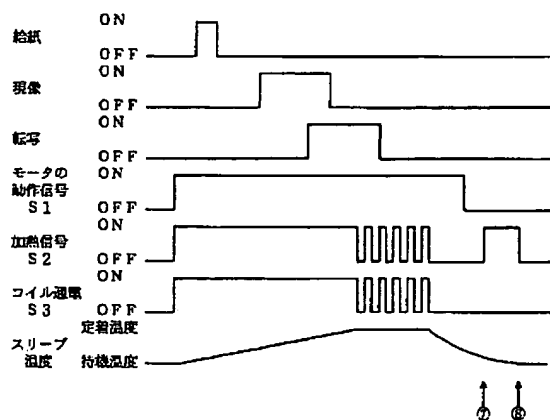 給紙
ON
OFF
現像
ON
OFF
転写
ON
OFF
モータの
動作信号
S1
ON
OFF
加熱信号
S2
ON
OFF
コイル通電
S3
ON
OFF
スリーブ
温度
定着温度
待機温度
⑦
⑧